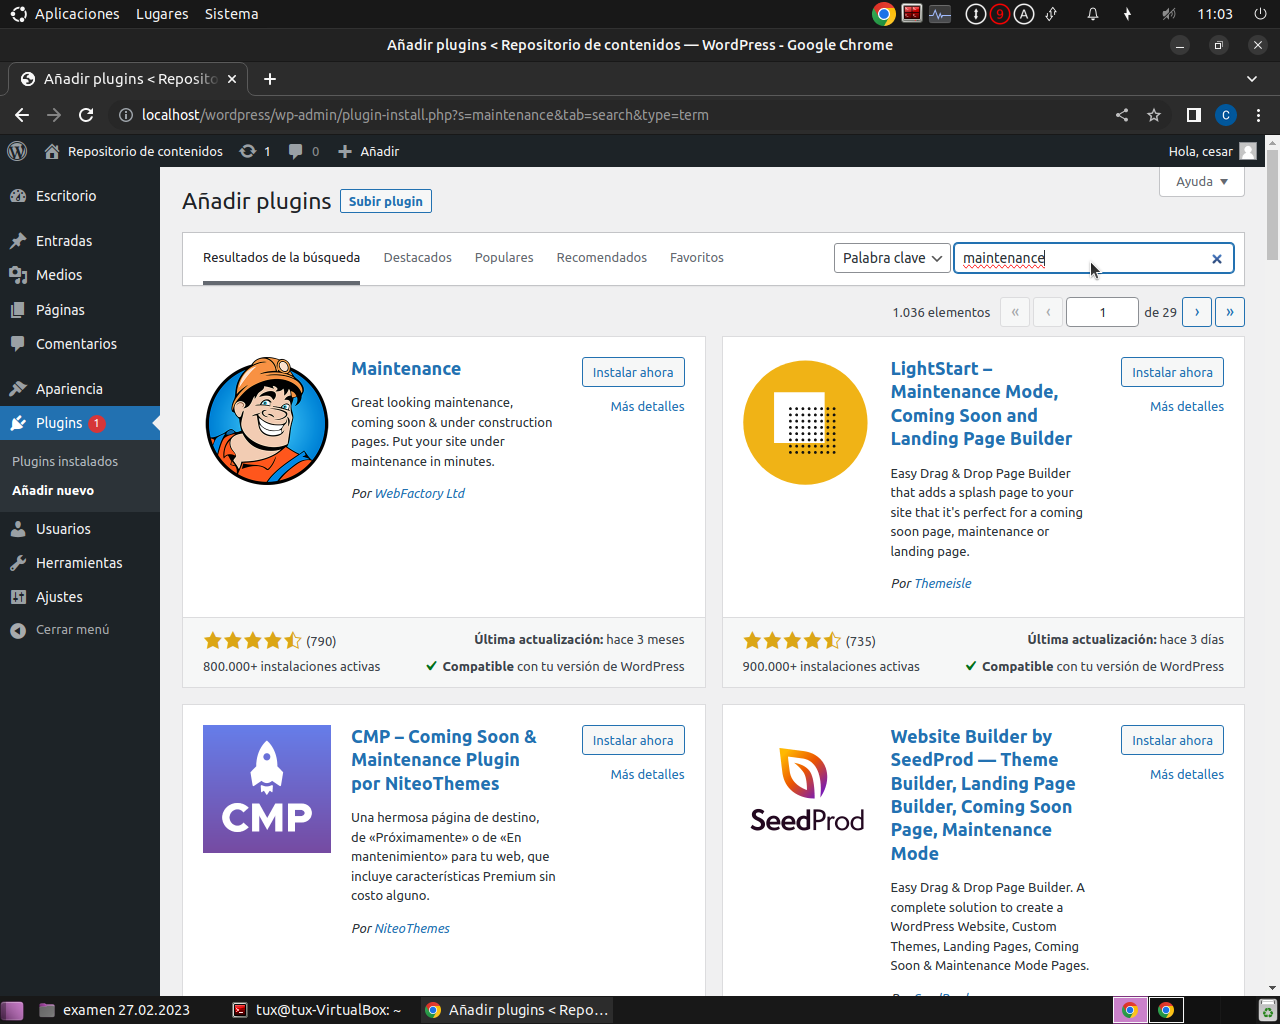 Aplicaciones Lugares Sistema 9 A 11:03
Añadir plugins < Repositorio de contenidos — WordPress - Google Chrome
Añadir plugins < Reposito
localhost/wordpress/wp-admin/plugin-install.php?s=maintenance&tab=search&type=term C
Repositorio de contenidos 1 0 Añadir Hola, cesar
Escritorio
Entradas
Medios
Páginas
Comentarios
Apariencia
Plugins 1
Plugins instalados
Añadir nuevo
Usuarios
Herramientas
Ajustes
Cerrar menú
Ayuda
Añadir plugins Subir plugin
Resultados de la búsqueda Destacados Populares Recomendados Favoritos Palabra clave maintenance
1.036 elementos « ‹ 1 de 29 › »
Maintenance
Instalar ahora
Más detalles
Great looking maintenance,
coming soon & under construction
pages. Put your site under
maintenance in minutes.
Por WebFactory Ltd
(790)
800.000+ instalaciones activas
Última actualización: hace 3 meses
Compatible con tu versión de WordPress
LightStart –
Maintenance Mode,
Coming Soon and
Landing Page Builder
Instalar ahora
Más detalles
Easy Drag & Drop Page Builder
that adds a splash page to your
site that it's perfect for a coming
soon page, maintenance or
landing page.
Por Themeisle
(735)
900.000+ instalaciones activas
Última actualización: hace 3 días
Compatible con tu versión de WordPress
CMP
CMP – Coming Soon &
Maintenance Plugin
por NiteoThemes
Instalar ahora
Más detalles
Una hermosa página de destino,
de «Próximamente» o de «En
mantenimiento» para tu web, que
incluye características Premium sin
costo alguno.
Por NiteoThemes
SeedProd
Website Builder by
SeedProd — Theme
Builder, Landing Page
Builder, Coming Soon
Page, Maintenance
Mode
Instalar ahora
Más detalles
Easy Drag & Drop Page Builder. A
complete solution to create a
WordPress Website, Custom
Themes, Landing Pages, Coming
Soon & Maintenance Mode Pages.
examen 27.02.2023 tux@tux-VirtualBox: ~ Añadir plugins < Repo...